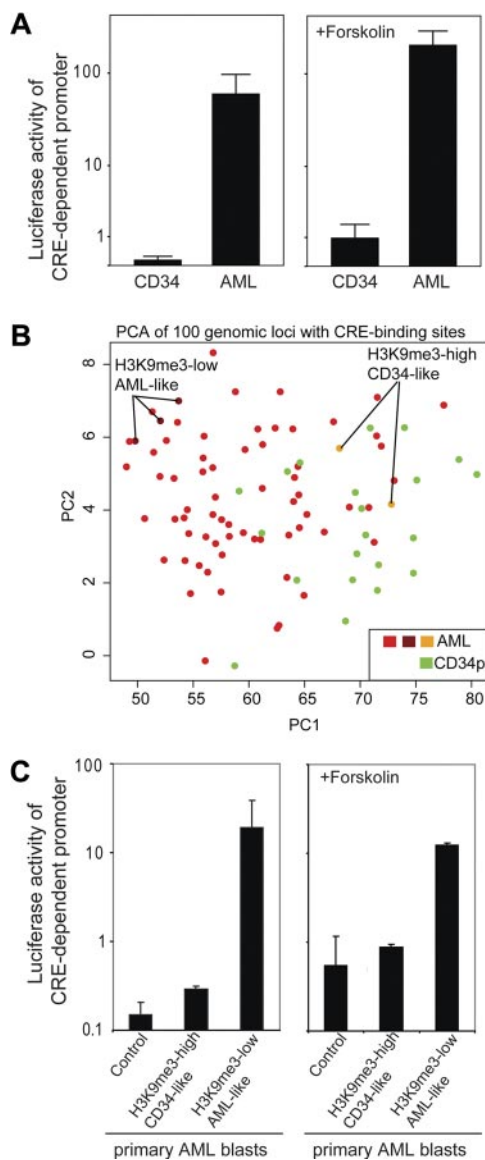 A
Luciferase activity of
CRE-dependent promoter
100
10
1
CD34
AML
+Forskolin
CD34
AML
B
PCA of 100 genomic loci with CRE-binding sites
H3K9me3-low
AML-like
H3K9me3-high
CD34-like
PC2
8
6
4
2
0
AML
CD34p
50 55 60 65 70 75 80
PC1
C
Luciferase activity of
CRE-dependent promoter
100
10
1
0.1
+Forskolin
Control
H3K9me3-high
CD34-like
H3K9me3-low
AML-like
Control
H3K9me3-high
CD34-like
H3K9me3-low
AML-like
primary AML blasts
primary AML blasts